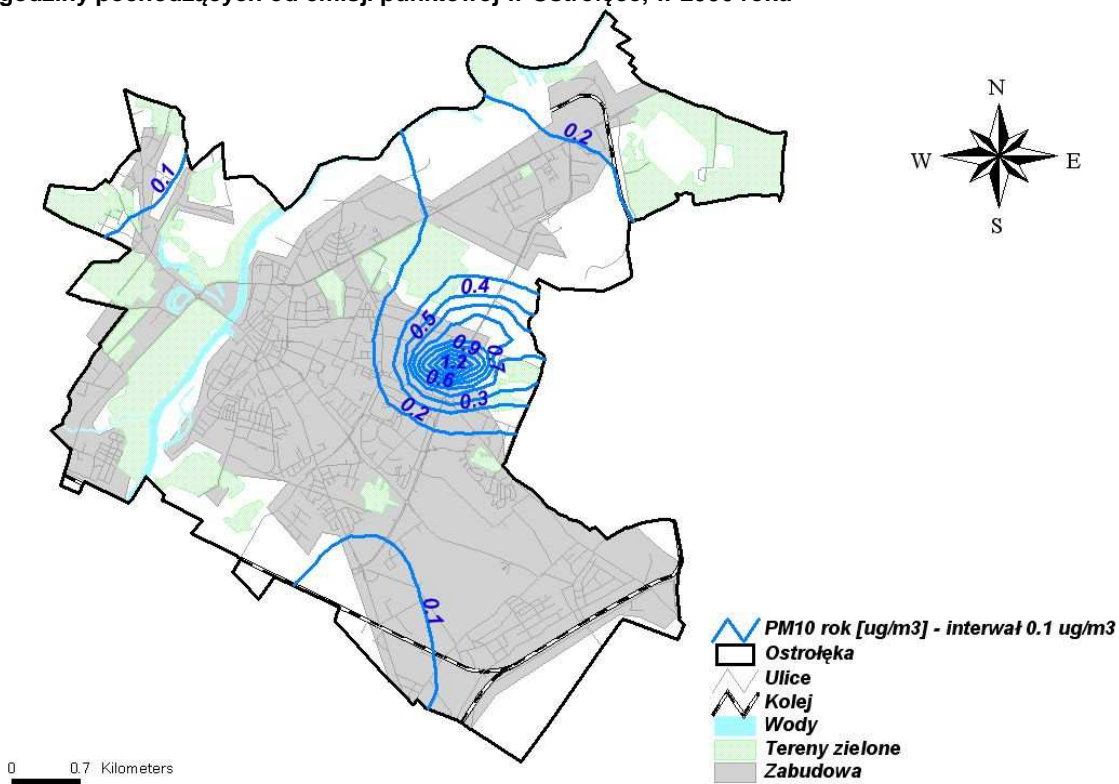 godziny pochodzących od emisji punktowej w Ostrołęce, w
N
W E
S
0.2
0.1
0.4
0.5
0.9
0.7
1.2
0.6
0.3
0.2
0.1
PM10 rok [ug/m3] - interwał 0.1 ug/m3
Ostrołęka
Ulice
Kolej
Wody
Tereny zielone
Zabudowa
0 0.7 Kilometers